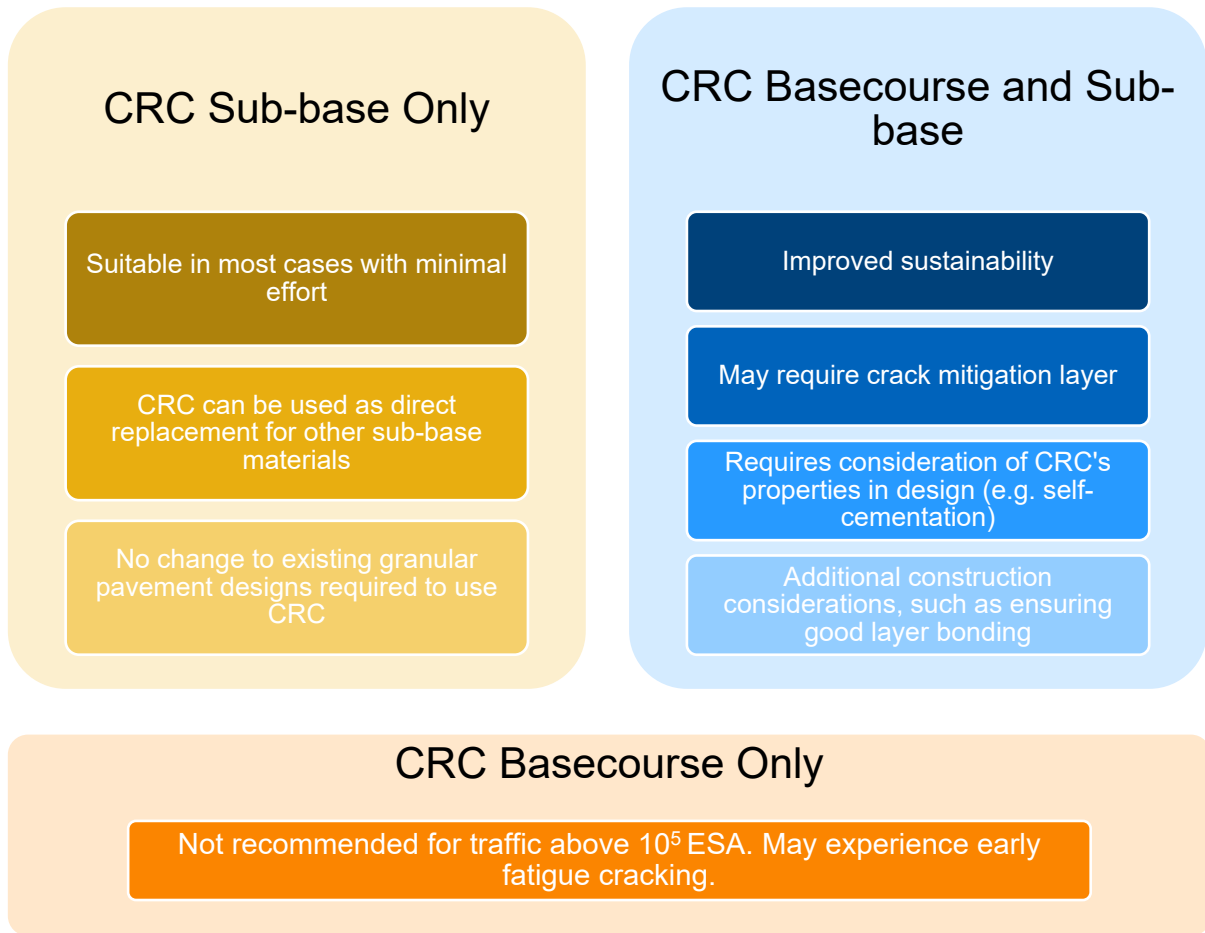 CRC Sub-base Only
Suitable in most cases with minimal
effort
CRC can be used as direct
replacement for other sub-base
materials
No change to existing granular
pavement designs required to use
CRC
CRC Basecourse and Sub-
base
Improved sustainability
May require crack mitigation layer
Requires consideration of CRC's
properties in design (e.g. self-
cementation)
Additional construction
considerations, such as ensuring
good layer bonding
CRC Basecourse Only
Not recommended for traffic above 10⁵ ESA. May experience early
fatigue cracking.